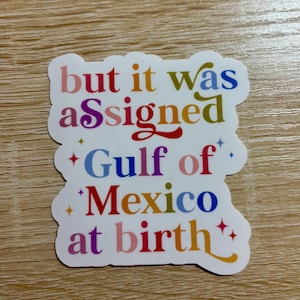 but it was
aSsigned
Gulf of
Mexico
at birth